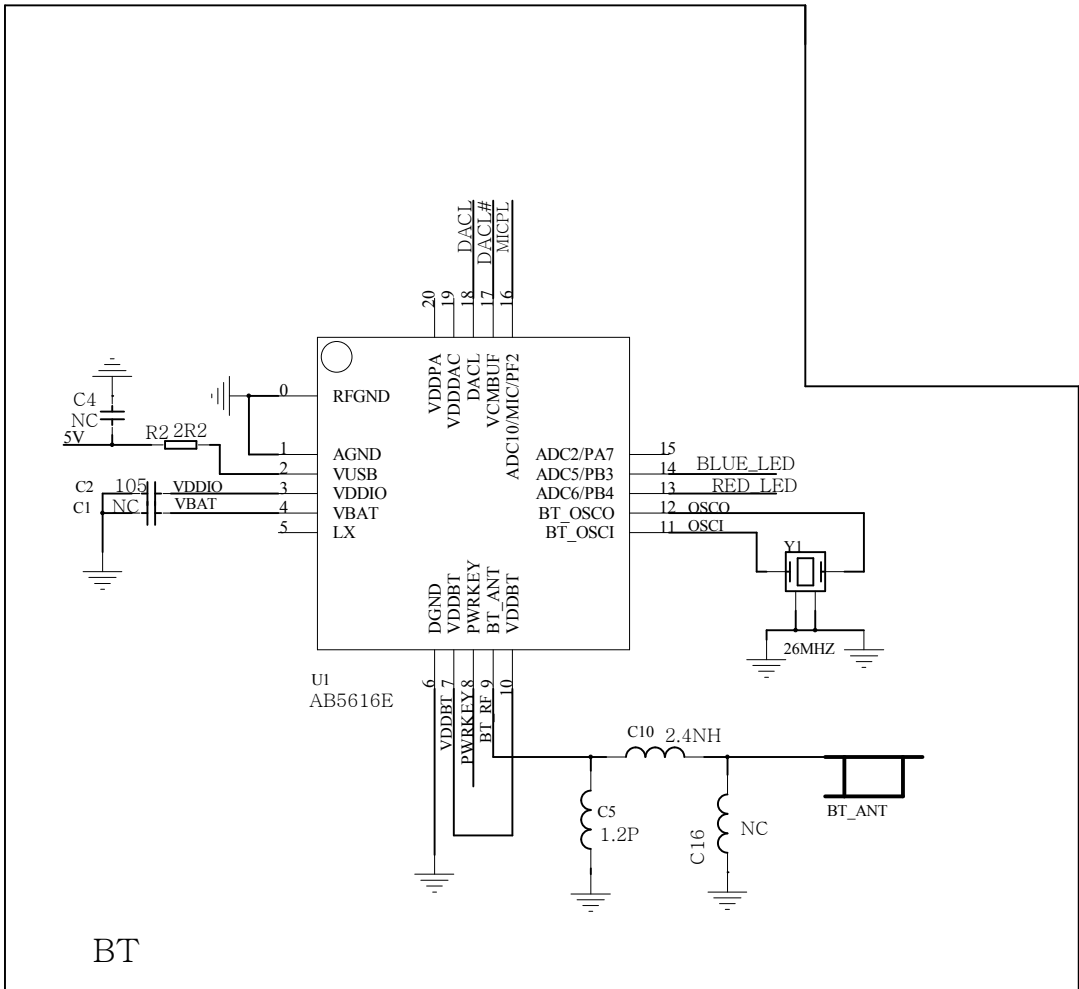 DACL
DACL#
MICPL
20
19
18
17
16
VDDPA
VDDDAC
DACL
VCMBUF
ADC10/MIC/PF2
C4
NC
5V
R2 2R2
0
RFGND
1
AGND
2
VUSB
C2 105 VDDIO
3
VDDIO
C1 NC VBAT
4
VBAT
5
LX
ADC2/PA7
15
ADC5/PB3
14
BLUE_LED
ADC6/PB4
13
RED_LED
BT_OSCO
12
OSCO
BT_OSCI
11
OSCI
Y1
26MHZ
DGND
VDDBT
PWRKEY
BT_ANT
VDDBT
U1
AB5616E
6
7
8
9
10
VDDBT
PWRKEY
BT_RF
C10 2.4NH
C5
1.2P
C16
NC
BT_ANT
BT